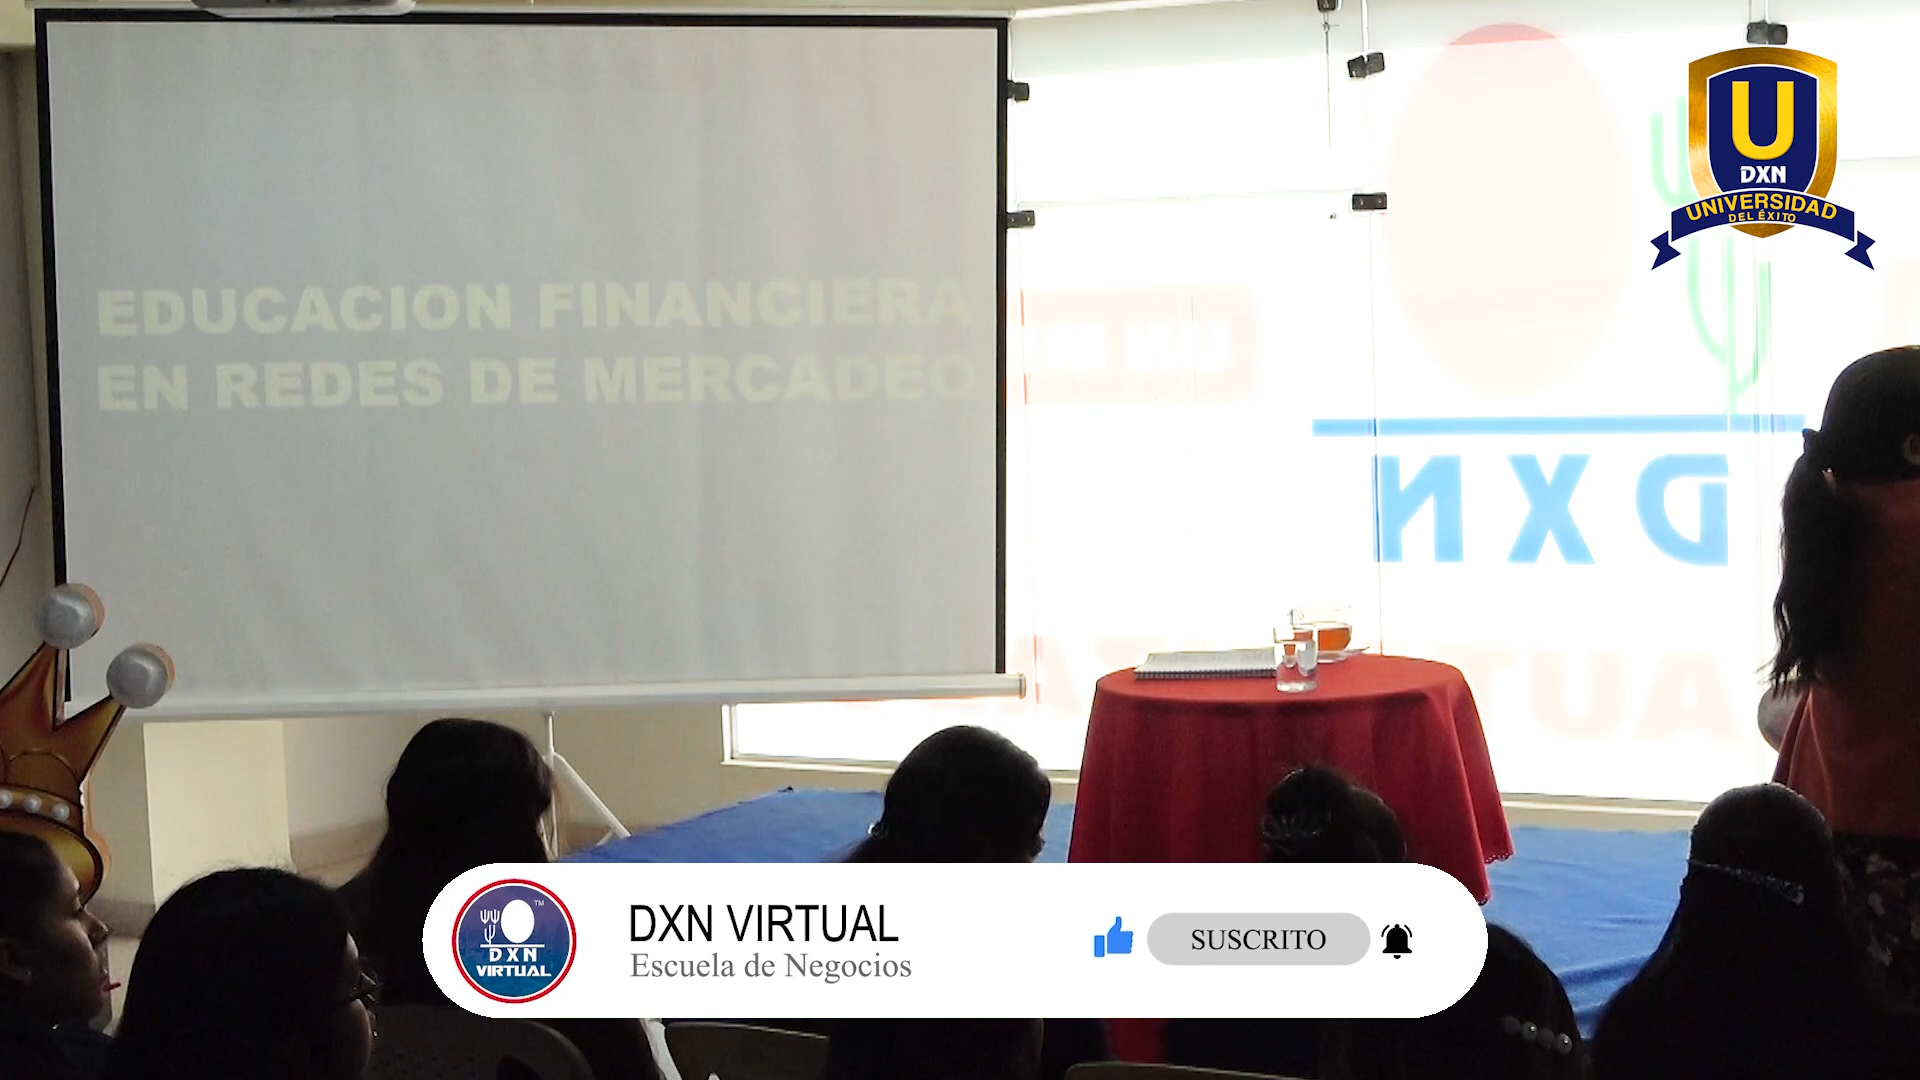 EDUCACION FINANCIERA
EN REDES DE MERCADEO
U
DXN
UNIVERSIDAD
DEL ÉXITO
DXN
DXN
VIRTUAL
TM
DXN VIRTUAL
Escuela de Negocios
SUSCRITO